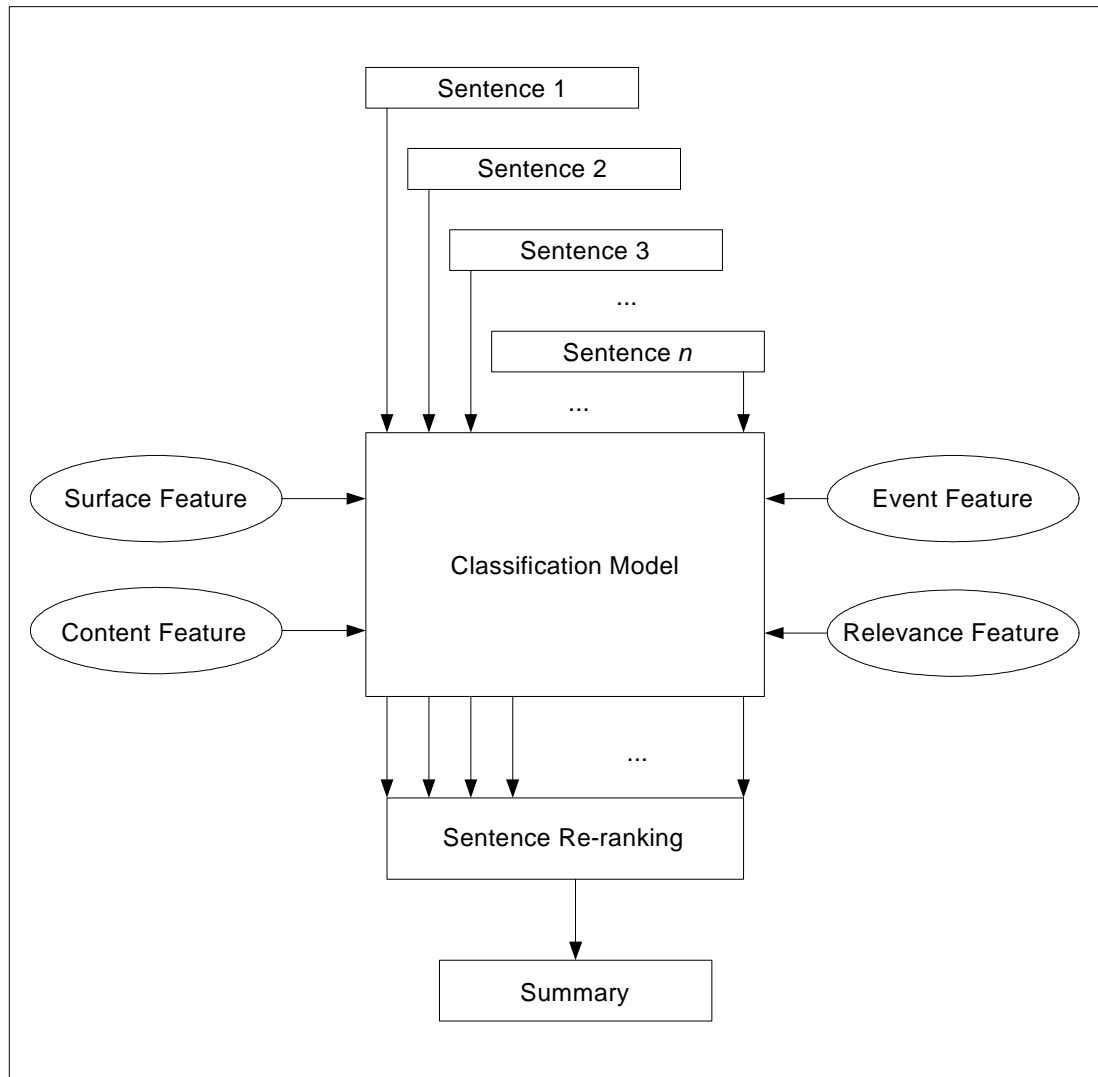 Sentence 1
Sentence 2
Sentence 3
...
Sentence n
...
Surface Feature
Event Feature
Classification Model
Content Feature
Relevance Feature
...
Sentence Re-ranking
Summary